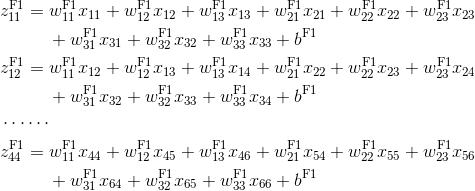 z_{11}^{F1} = w_{11}^{F1}x_{11} + w_{12}^{F1}x_{12} + w_{13}^{F1}x_{13} + w_{21}^{F1}x_{21} + w_{22}^{F1}x_{22} + w_{23}^{F1}x_{23}
+ w_{31}^{F1}x_{31} + w_{32}^{F1}x_{32} + w_{33}^{F1}x_{33} + b^{F1}
z_{12}^{F1} = w_{11}^{F1}x_{12} + w_{12}^{F1}x_{13} + w_{13}^{F1}x_{14} + w_{21}^{F1}x_{22} + w_{22}^{F1}x_{23} + w_{23}^{F1}x_{24}
+ w_{31}^{F1}x_{32} + w_{32}^{F1}x_{33} + w_{33}^{F1}x_{34} + b^{F1}
⋯⋯
z_{44}^{F1} = w_{11}^{F1}x_{44} + w_{12}^{F1}x_{45} + w_{13}^{F1}x_{46} + w_{21}^{F1}x_{54} + w_{22}^{F1}x_{55} + w_{23}^{F1}x_{56}
+ w_{31}^{F1}x_{64} + w_{32}^{F1}x_{65} + w_{33}^{F1}x_{66} + b^{F1}